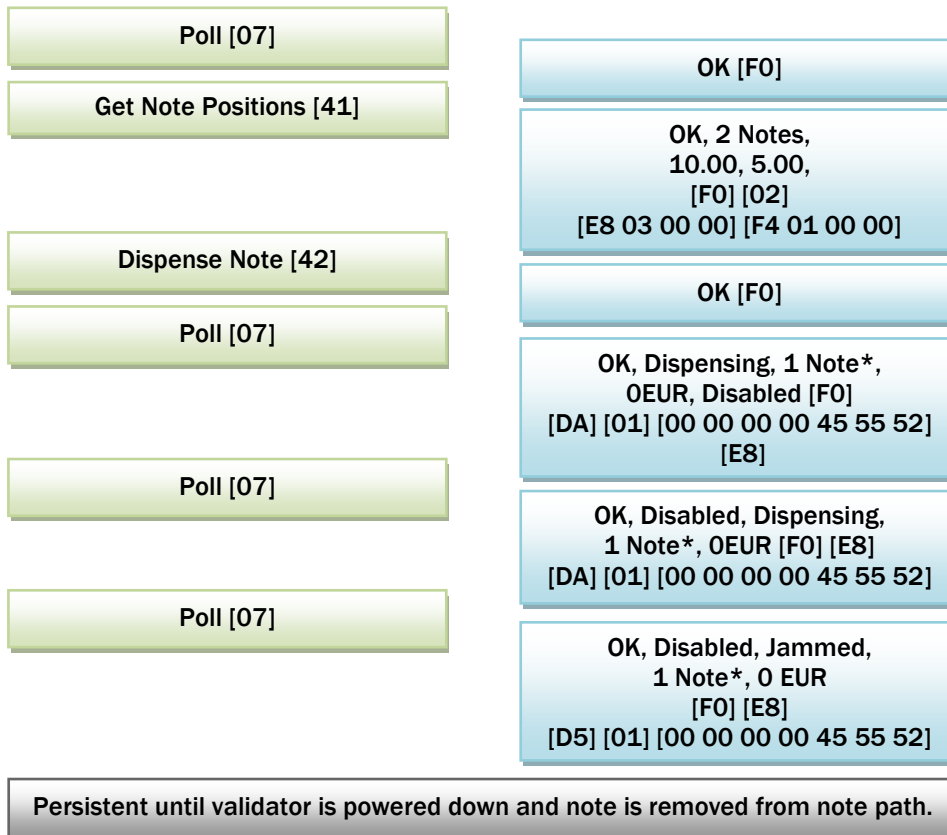 Poll [07]
OK [F0]
Get Note Positions [41]
OK, 2 Notes,
10.00, 5.00,
[F0] [02]
[E8 03 00 00] [F4 01 00 00]
Dispense Note [42]
OK [F0]
Poll [07]
OK, Dispensing, 1 Note*,
0EUR, Disabled [F0]
[DA] [01] [00 00 00 00 45 55 52]
[E8]
Poll [07]
OK, Disabled, Dispensing,
1 Note*, 0EUR [F0] [E8]
[DA] [01] [00 00 00 00 45 55 52]
Poll [07]
OK, Disabled, Jammed,
1 Note*, 0 EUR
[F0] [E8]
[D5] [01] [00 00 00 00 45 55 52]
Persistent until validator is powered down and note is removed from note path.